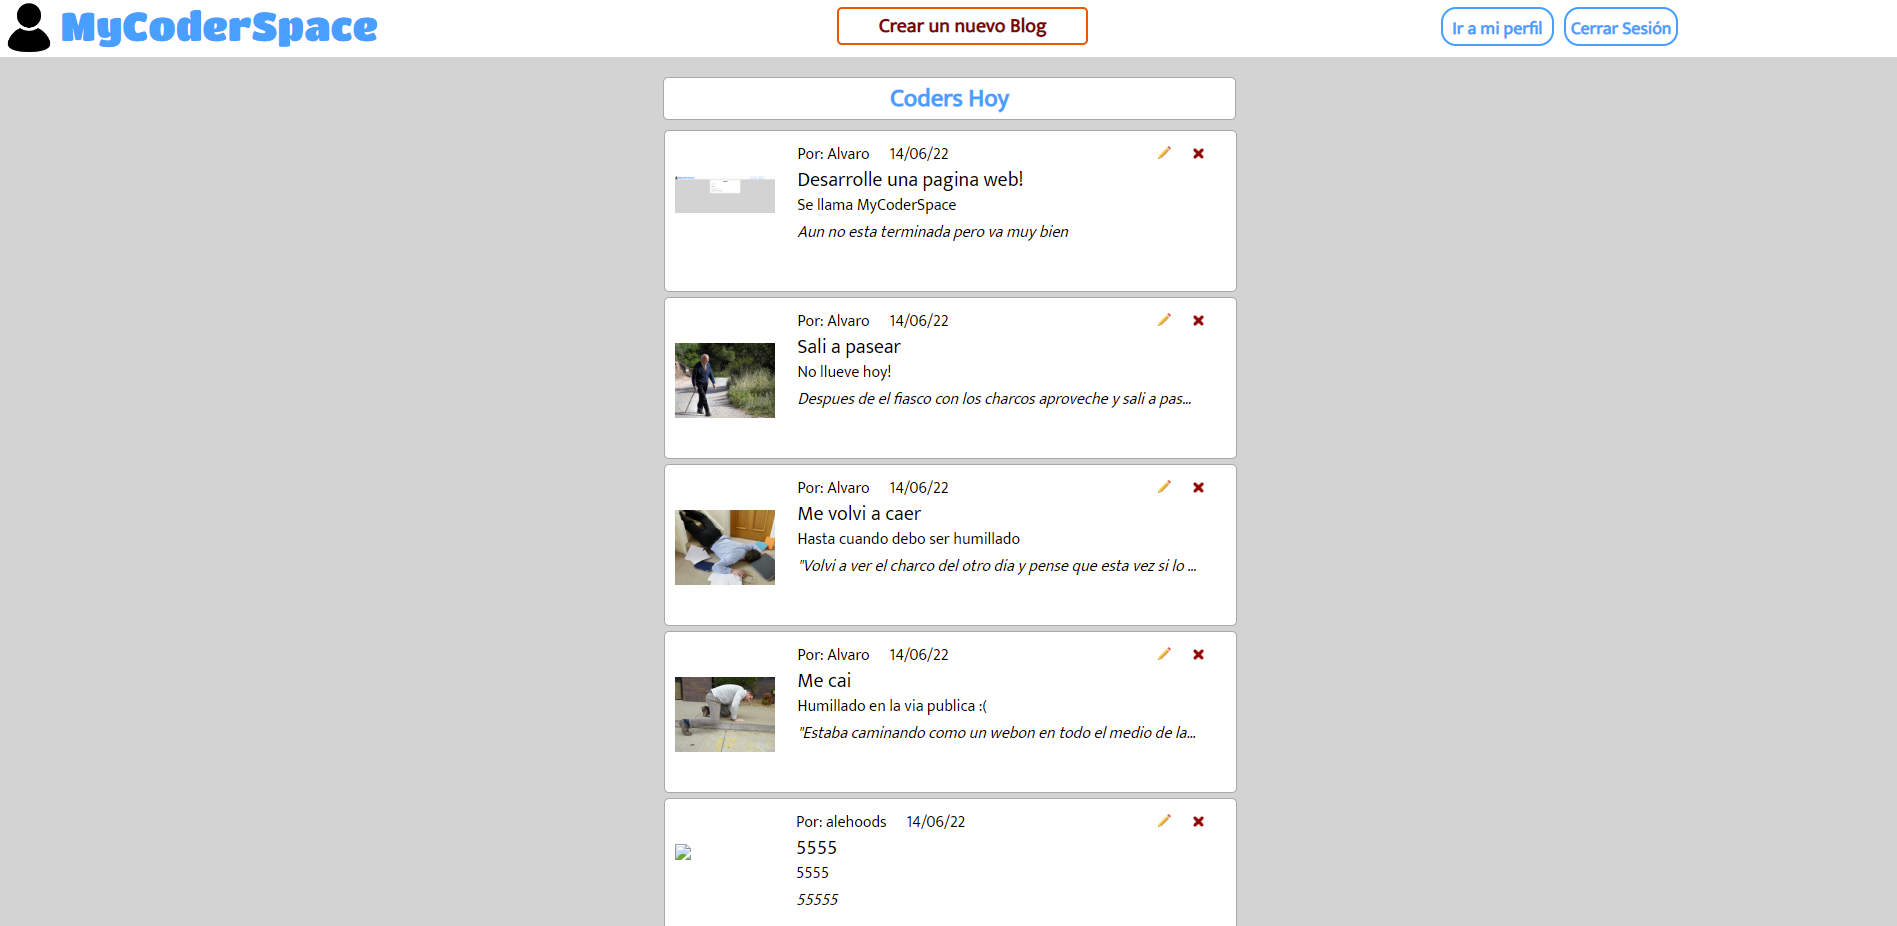 MyCoderSpace
Crear un nuevo Blog
Ir a mi perfil
Cerrar Sesión
Coders Hoy
Por: Alvaro 14/06/22
Desarrolle una pagina web!
Se llama MyCoderSpace
Aun no esta terminada pero va muy bien
Por: Alvaro 14/06/22
Sali a pasear
No llueve hoy!
Despues de el fiasco con los charcos aproveche y sali a pas...
Por: Alvaro 14/06/22
Me volvi a caer
Hasta cuando debo ser humillado
"Volvi a ver el charco del otro dia y pense que esta vez si lo ...
Por: Alvaro 14/06/22
Me cai
Humillado en la via publica :(
"Estaba caminando como un webon en todo el medio de la...
Por: alehoods 14/06/22
5555
5555
55555